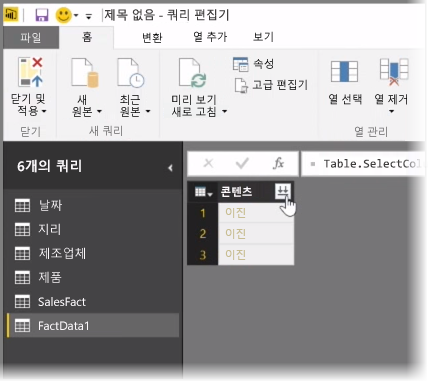 제목 없음 - 쿼리 편집기
파일 홈 변환 열 추가 보기
닫기 및 적용 새 원본 최근 원본 미리 보기 새로 고침 속성 고급 편집기 열 선택 열 제거
닫기 새 쿼리 열 관리
6개의 쿼리
fx = Table.SelectCol
콘텐츠
날짜
1 이진
지리
2 이진
제조업체
3 이진
제품
SalesFact
FactData1